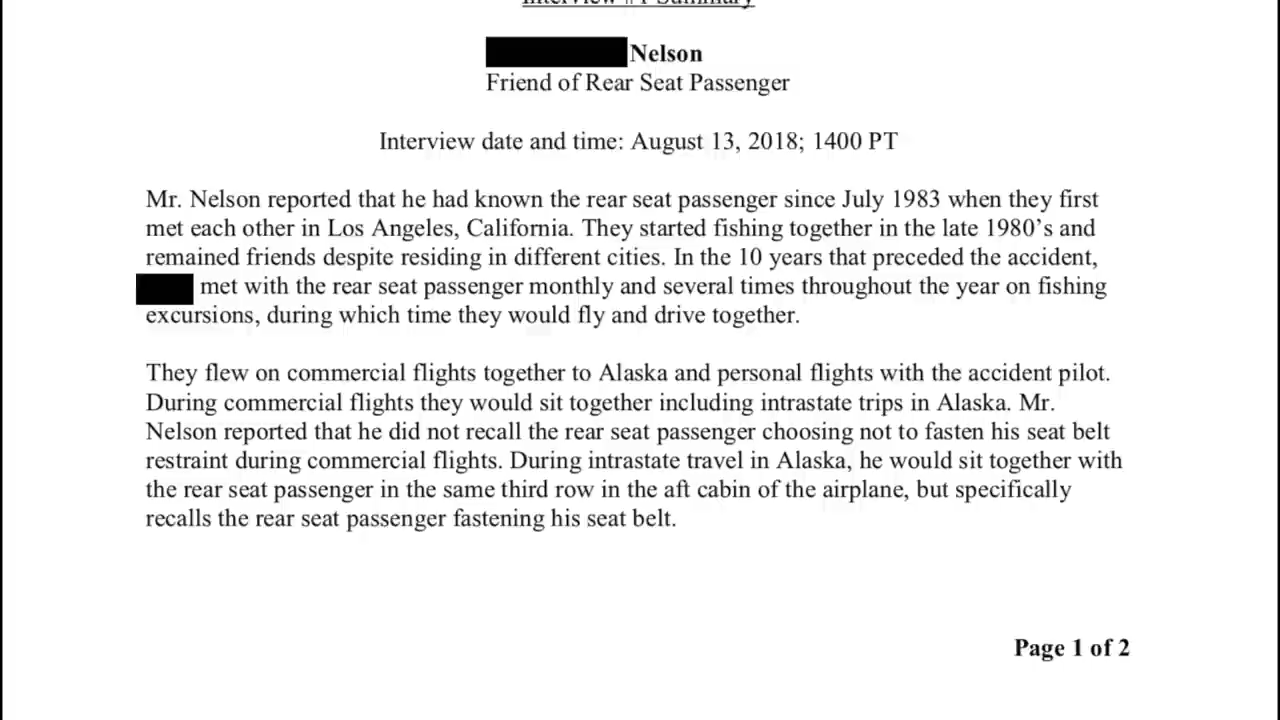 Interview #1 Summary
Nelson
Friend of Rear Seat Passenger
Interview date and time: August 13, 2018; 1400 PT
Mr. Nelson reported that he had known the rear seat passenger since July 1983 when they first
met each other in Los Angeles, California. They started fishing together in the late 1980’s and
remained friends despite residing in different cities. In the 10 years that preceded the accident,
met with the rear seat passenger monthly and several times throughout the year on fishing
excursions, during which time they would fly and drive together.
They flew on commercial flights together to Alaska and personal flights with the accident pilot.
During commercial flights they would sit together including intrastate trips in Alaska. Mr.
Nelson reported that he did not recall the rear seat passenger choosing not to fasten his seat belt
restraint during commercial flights. During intrastate travel in Alaska, he would sit together with
the rear seat passenger in the same third row in the aft cabin of the airplane, but specifically
recalls the rear seat passenger fastening his seat belt.
Page 1 of 2